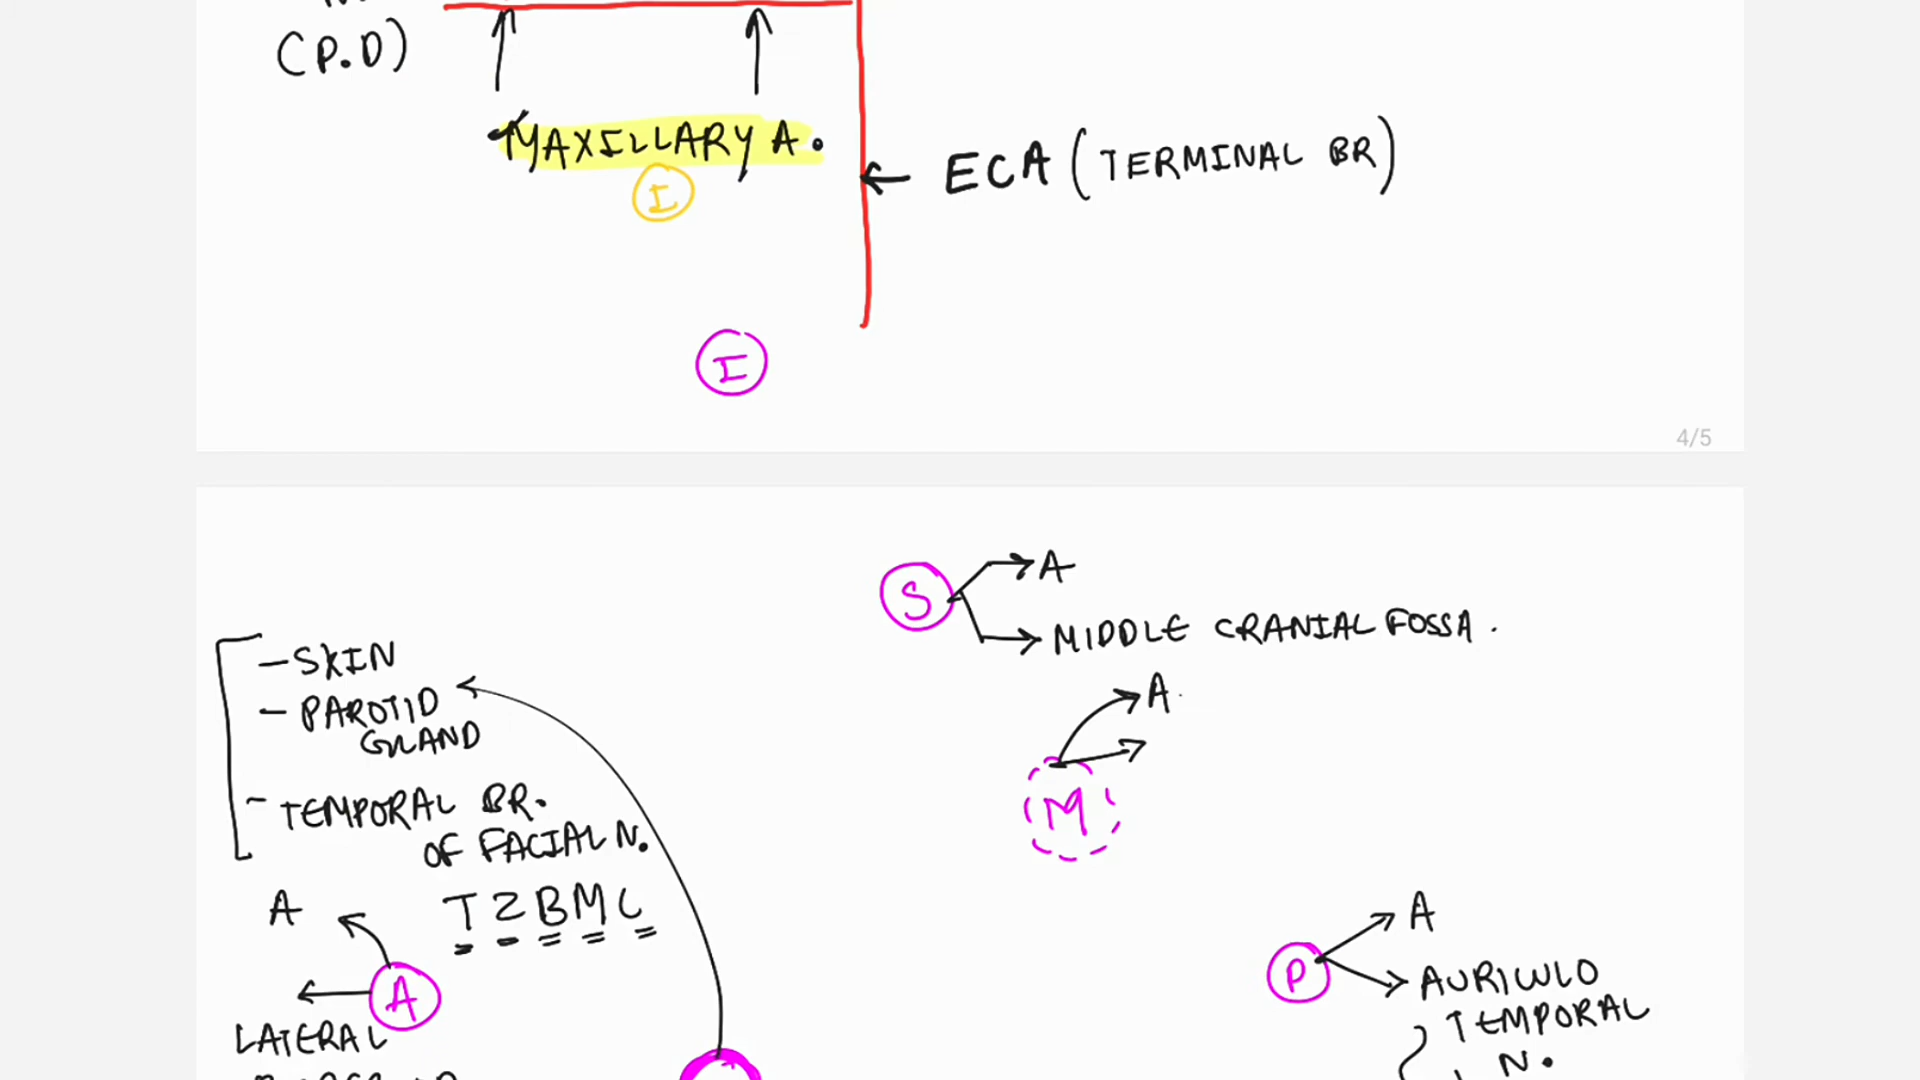 (P.D)
MAXILLARY A.
I
ECA (TERMINAL BR)
I
4/5
S
A
MIDDLE CRANIAL FOSSA.
- SKIN
- PAROTID
GLAND
- TEMPORAL BR.
OF FACIAL N.
T Z B M C
A
A
LATERAL
M
A
P
A
AURICULO
TEMPORAL
N.